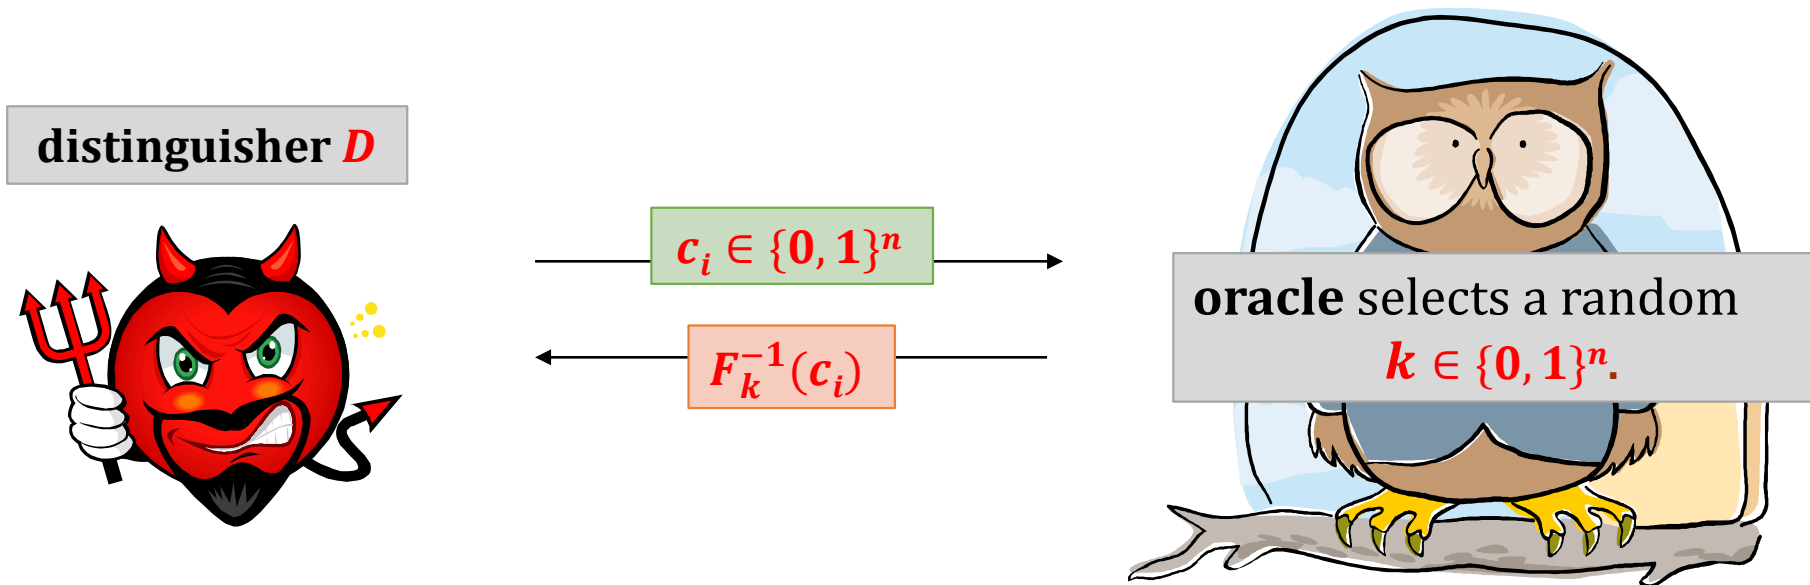 distinguisher D
c_i ∈ {0, 1}^n
F_k^{-1}(c_i)
oracle selects a random
k ∈ {0, 1}^n.